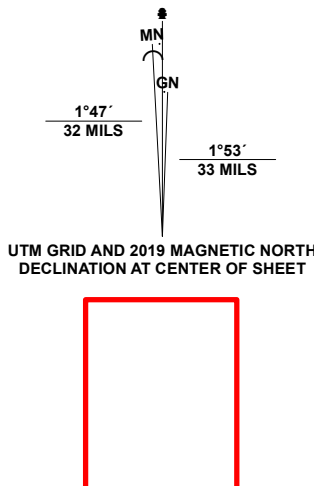 MN
GN
1°47´
32 MILS
1°53´
33 MILS
UTM GRID AND 2019 MAGNETIC NORTH
DECLINATION AT CENTER OF SHEET